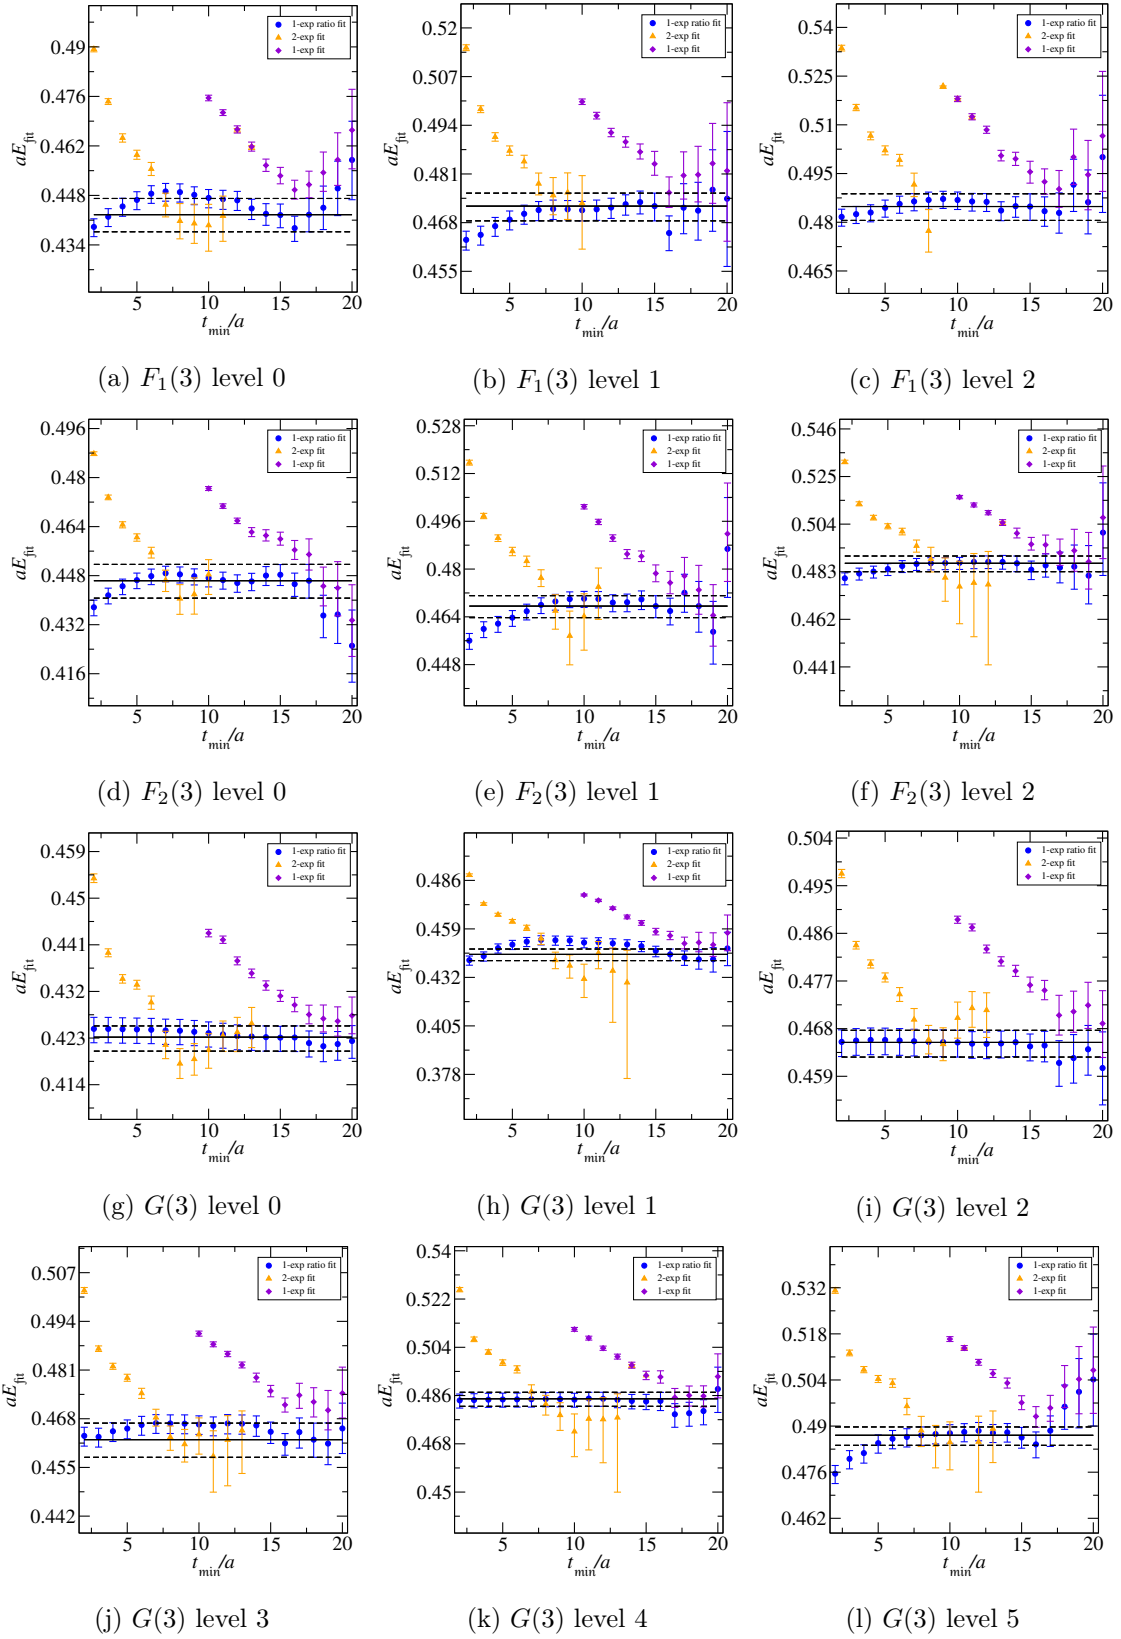 0.49
0.476
0.462
0.448
0.434
aE_fit
1-exp ratio fit
2-exp fit
1-exp fit
5 10 15 20
t_min/a
(a) F_1(3) level 0
0.52
0.507
0.494
0.481
0.468
0.455
aE_fit
1-exp ratio fit
2-exp fit
1-exp fit
5 10 15 20
t_min/a
(b) F_1(3) level 1
0.54
0.525
0.51
0.495
0.48
0.465
aE_fit
1-exp ratio fit
2-exp fit
1-exp fit
5 10 15 20
t_min/a
(c) F_1(3) level 2
0.496
0.48
0.464
0.448
0.432
0.416
aE_fit
1-exp ratio fit
2-exp fit
1-exp fit
5 10 15 20
t_min/a
(d) F_2(3) level 0
0.528
0.512
0.496
0.48
0.464
0.448
aE_fit
1-exp ratio fit
2-exp fit
1-exp fit
5 10 15 20
t_min/a
(e) F_2(3) level 1
0.546
0.525
0.504
0.483
0.462
0.441
aE_fit
1-exp ratio fit
2-exp fit
1-exp fit
5 10 15 20
t_min/a
(f) F_2(3) level 2
0.459
0.45
0.441
0.432
0.423
0.414
aE_fit
1-exp ratio fit
2-exp fit
1-exp fit
5 10 15 20
t_min/a
(g) G(3) level 0
0.486
0.459
0.432
0.405
0.378
aE_fit
1-exp ratio fit
2-exp fit
1-exp fit
5 10 15 20
t_min/a
(h) G(3) level 1
0.504
0.495
0.486
0.477
0.468
0.459
aE_fit
1-exp ratio fit
2-exp fit
1-exp fit
5 10 15 20
t_min/a
(i) G(3) level 2
0.507
0.494
0.481
0.468
0.455
0.442
aE_fit
1-exp ratio fit
2-exp fit
1-exp fit
5 10 15 20
t_min/a
(j) G(3) level 3
0.54
0.522
0.504
0.486
0.468
0.45
aE_fit
1-exp ratio fit
2-exp fit
1-exp fit
5 10 15 20
t_min/a
(k) G(3) level 4
0.532
0.518
0.504
0.49
0.476
0.462
aE_fit
1-exp ratio fit
2-exp fit
1-exp fit
5 10 15 20
t_min/a
(l) G(3) level 5